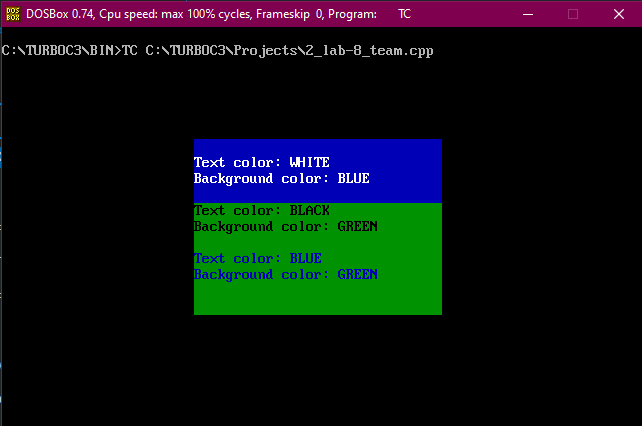 DOS
BOX
DOSBox 0.74, Cpu speed: max 100% cycles, Frameskip 0, Program: TC
C:\TURBOC3\BIN>TC C:\TURBOC3\Projects\2_lab-8_team.cpp
Text color: WHITE
Background color: BLUE
Text color: BLACK
Background color: GREEN
Text color: BLUE
Background color: GREEN